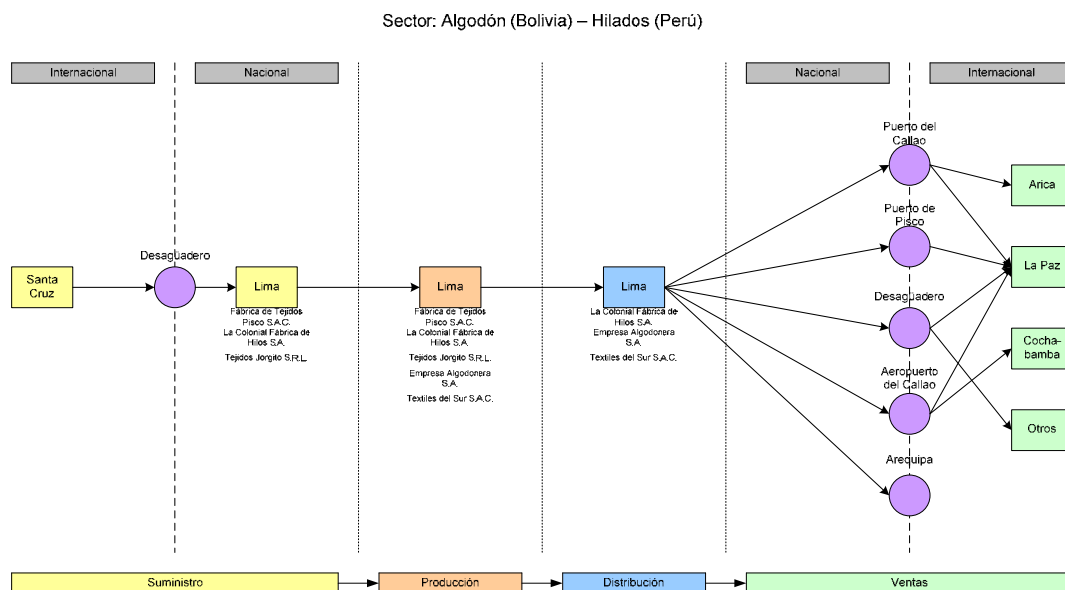 Sector: Algodón (Bolivia) – Hilados (Perú)
Internacional
Nacional
Nacional
Internacional
Santa
Cruz
Desaguadero
Lima
Fábrica de Tejidos
Pisco S.A.C.
La Colonial Fábrica de
Hilos S.A.
Tejidos Jorgito S.R.L.
Lima
Fábrica de Tejidos
Pisco S.A.C.
La Colonial Fábrica de
Hilos S.A.
Tejidos Jorgito S.R.L.
Empresa Algodonera
S.A.
Textiles del Sur S.A.C.
Lima
La Colonial Fábrica de
Hilos S.A.
Empresa Algodonera
S.A.
Textiles del Sur S.A.C.
Puerto del
Callao
Puerto de
Pisco
Desaguadero
Aeropuerto
del Callao
Arequipa
Arica
La Paz
Cocha-
bamba
Otros
Suministro
Producción
Distribución
Ventas